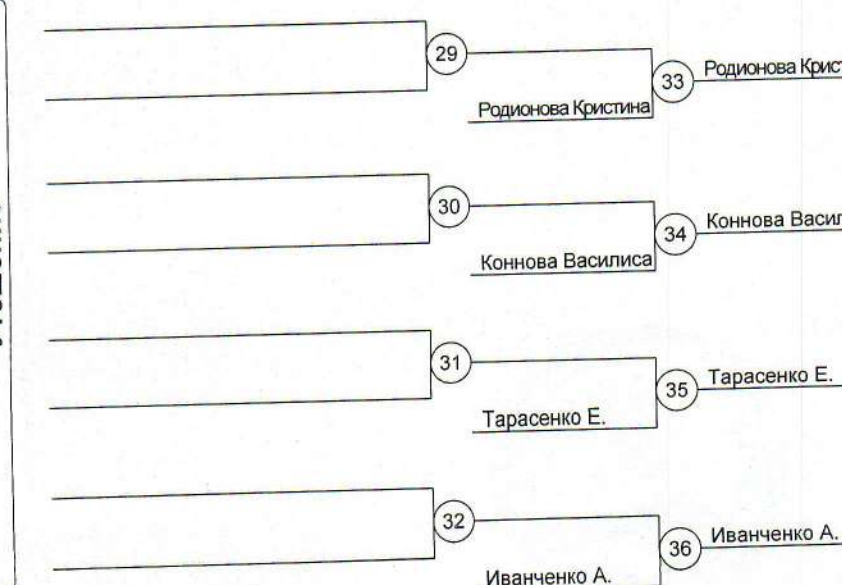 29
Родионова Крист
33
Родионова Кристина
30
Коннова Васил
34
Коннова Василиса
31
Тарасенко Е.
35
Тарасенко Е.
32
Иванченко А.
36
Иванченко А.